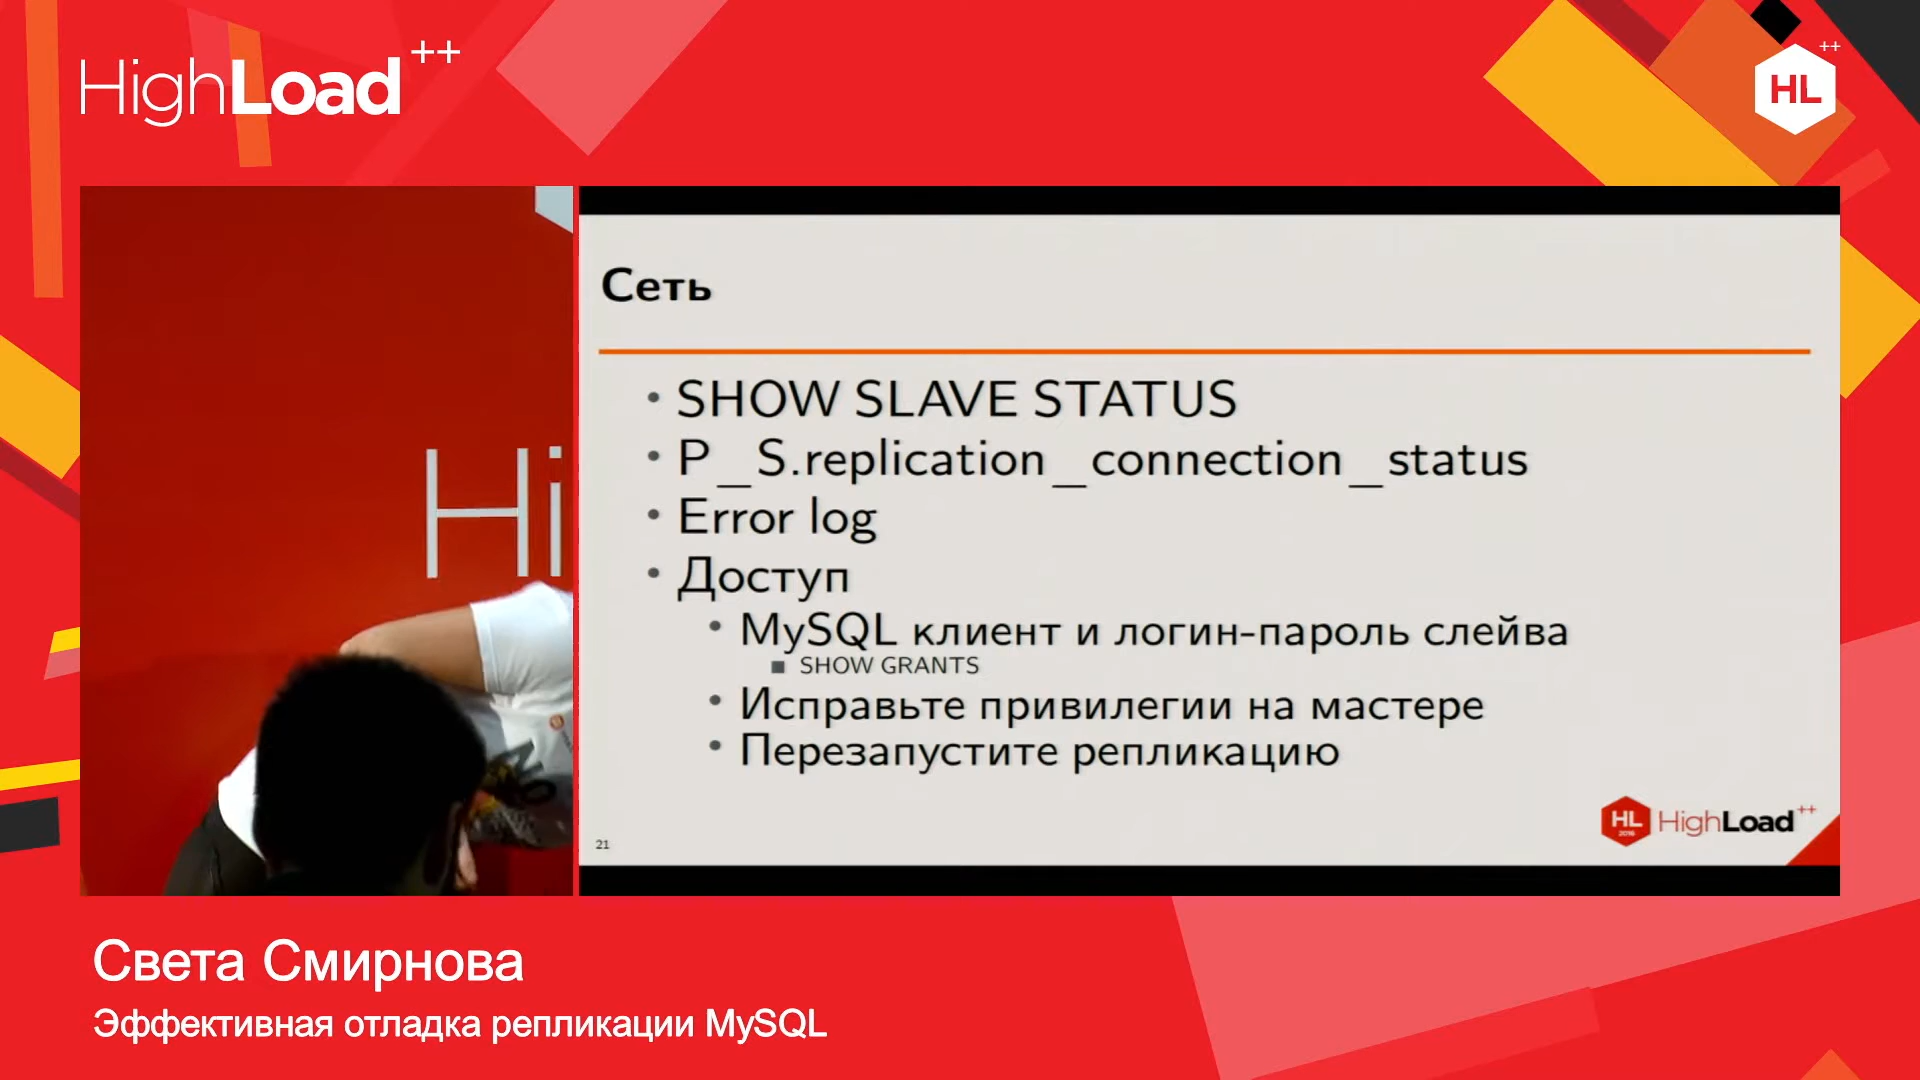 HighLoad++
HL++
Hi
Сеть
• SHOW SLAVE STATUS
• P_S.replication_connection_status
• Error log
• Доступ
• MySQL клиент и логин-пароль слейва
■ SHOW GRANTS
• Исправьте привилегии на мастере
• Перезапустите репликацию
HL
2016
HighLoad++
21
Света Смирнова
Эффективная отладка репликации MySQL